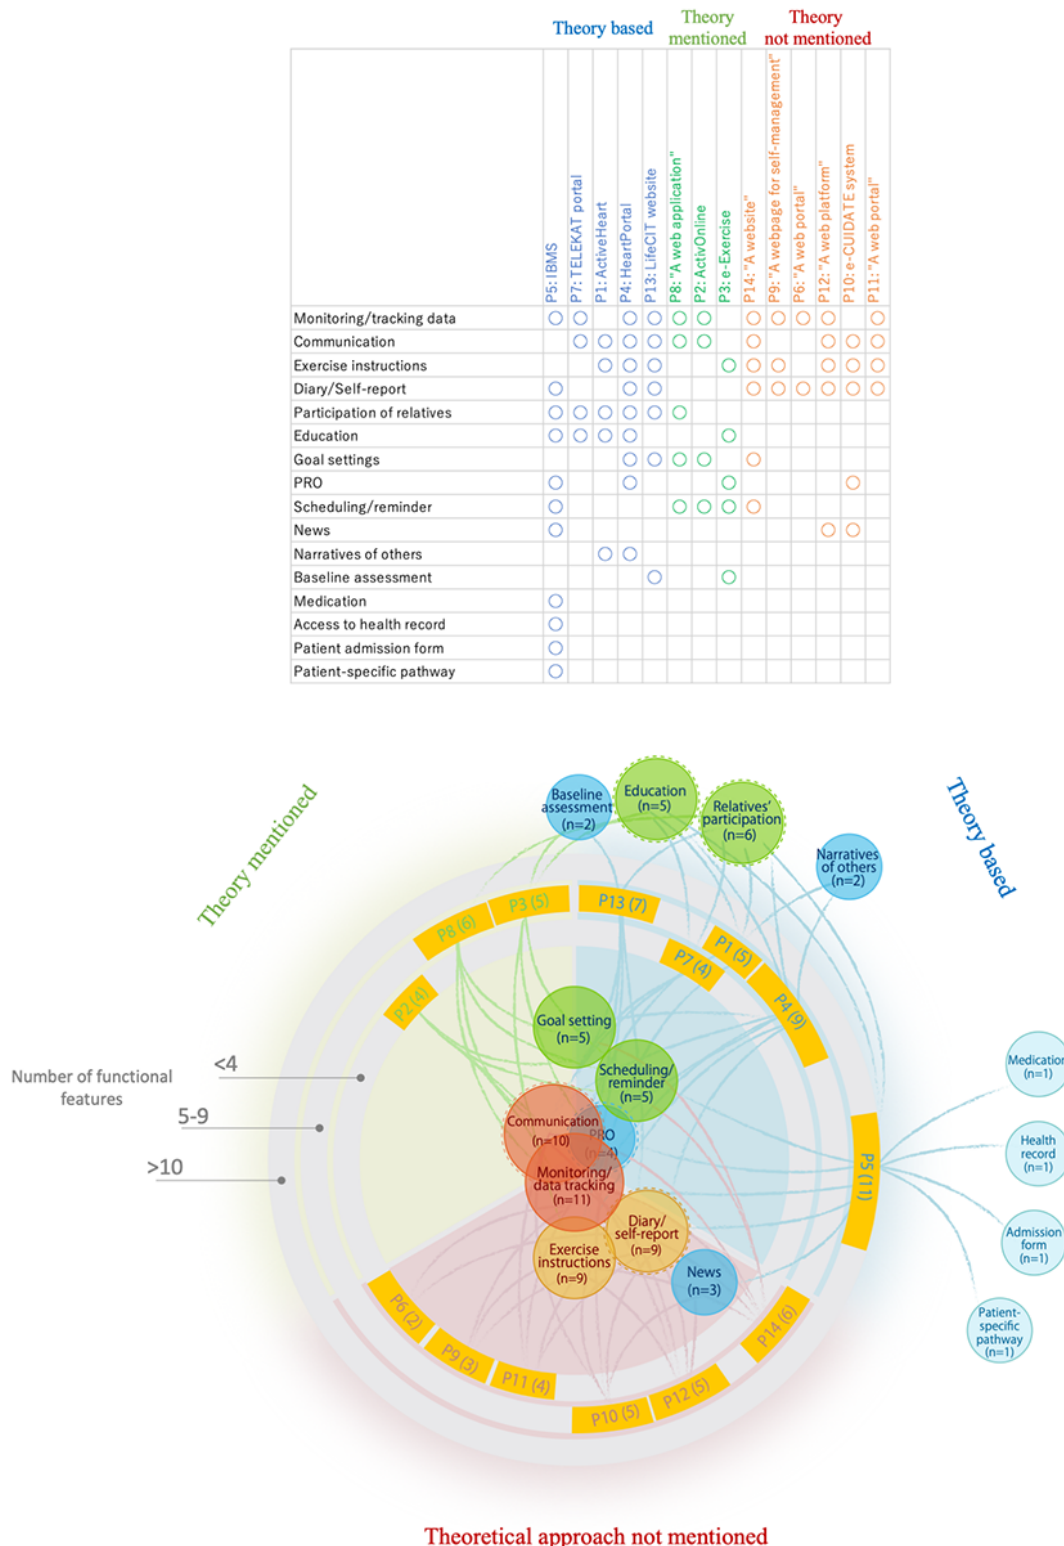 Theory based
Theory
mentioned
Theory
not mentioned
P5: IBMS
P7: TELEKAT portal
P1: ActiveHeart
P4: HeartPortal
P13: LifeCIT website
P8: "A web application"
P2: ActivOnline
P3: e-Exercise
P14: "A website"
P9: "A webpage for self-management"
P6: "A web portal"
P12: "A web platform"
P10: e-CUIDATE system
P11: "A web portal"
Monitoring/tracking data
Communication
Exercise instructions
Diary/Self-report
Participation of relatives
Education
Goal settings
PRO
Scheduling/reminder
News
Narratives of others
Baseline assessment
Medication
Access to health record
Patient admission form
Patient-specific pathway
Theory mentioned
Theory based
Baseline
assessment
(n=2)
Education
(n=5)
Relatives'
participation
(n=6)
Narratives
of others
(n=2)
P8 (6)
P3 (5)
P13 (7)
P7 (4)
P1 (5)
P4 (9)
P2 (4)
Goal setting
(n=5)
Scheduling/
reminder
(n=5)
Number of functional
features
<4
5-9
>10
Communication
(n=10)
PRO
(n=4)
Monitoring/
data tracking
(n=11)
Diary/
self-report
(n=9)
Exercise
instructions
(n=9)
News
(n=3)
P5 (11)
Medication
(n=1)
Health
record
(n=1)
Admission
form
(n=1)
Patient-
specific
pathway
(n=1)
P6 (2)
P9 (3)
P11 (4)
P10 (5)
P12 (5)
P14 (6)
Theoretical approach not mentioned